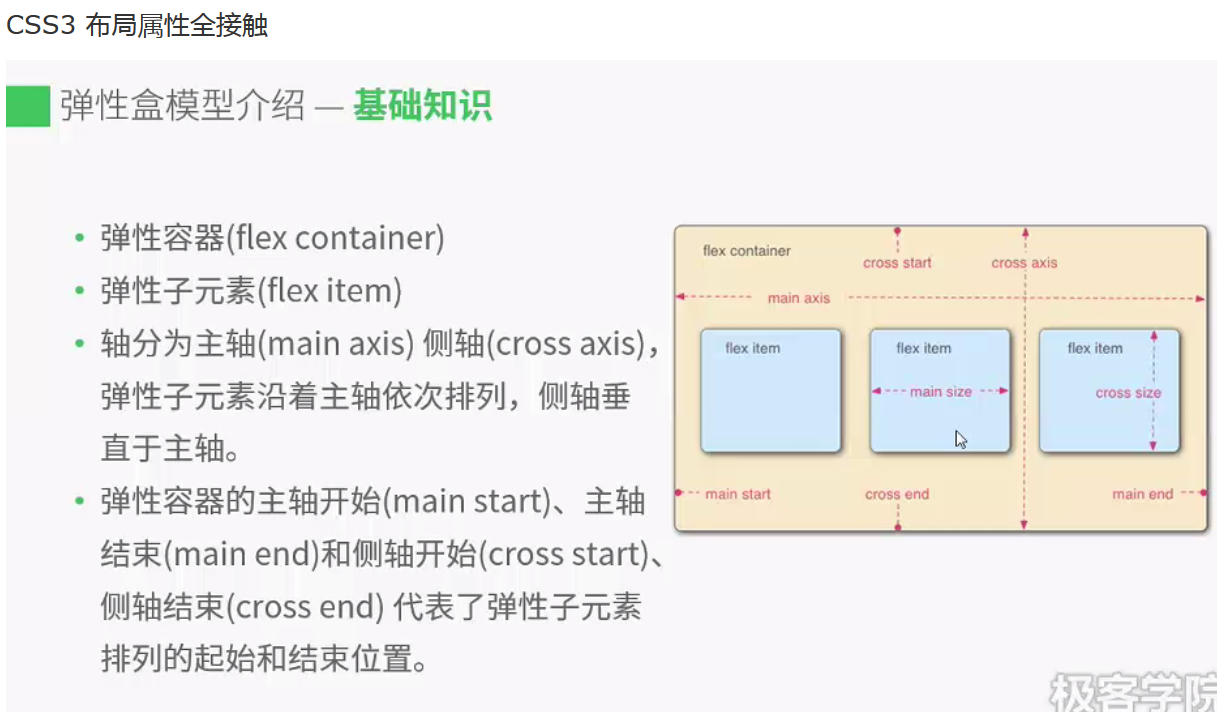 CSS3 布局属性全接触
弹性盒模型介绍 — 基础知识
• 弹性容器(flex container)
• 弹性子元素(flex item)
• 轴分为主轴(main axis) 侧轴(cross axis)，
弹性子元素沿着主轴依次排列，侧轴垂
直于主轴。
• 弹性容器的主轴开始(main start)、主轴
结束(main end)和侧轴开始(cross start)、
侧轴结束(cross end) 代表了弹性子元素
排列的起始和结束位置。
flex container
cross start
cross axis
main axis
flex item
flex item
flex item
main size
cross size
main start
cross end
main end
极客学院